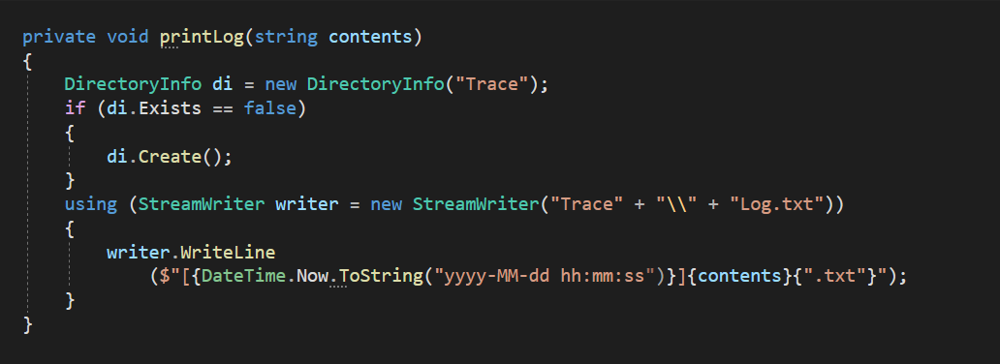 private void printLog(string contents)
{
    DirectoryInfo di = new DirectoryInfo("Trace");
    if (di.Exists == false)
    {
        di.Create();
    }
    using (StreamWriter writer = new StreamWriter("Trace" + "\\" + "Log.txt"))
    {
        writer.WriteLine
            ($"[{DateTime.Now.ToString("yyyy-MM-dd hh:mm:ss")}]{contents}{".txt"}");
    }
}